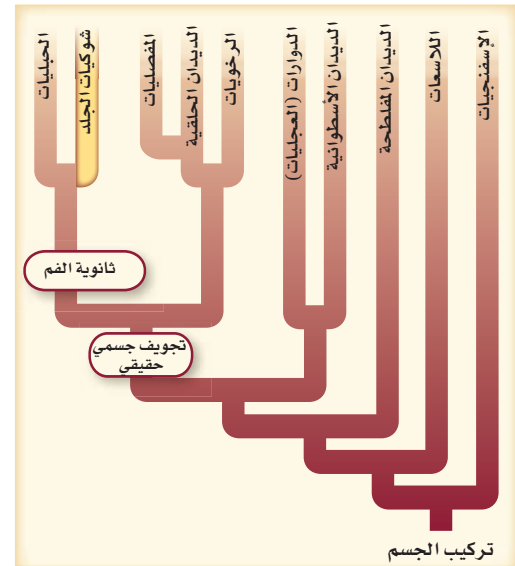 الإسفنجيات
اللاسعات
الديدان المفلطحة
الديدان الأسطوانية
الدوارات (العجليات)
الرخويات
الديدان الحلقية
المفصليات
شوكيات الجلد
الحبليات
ثانوية الفم
تجويف جسمي
حقيقي
تركيب الجسم